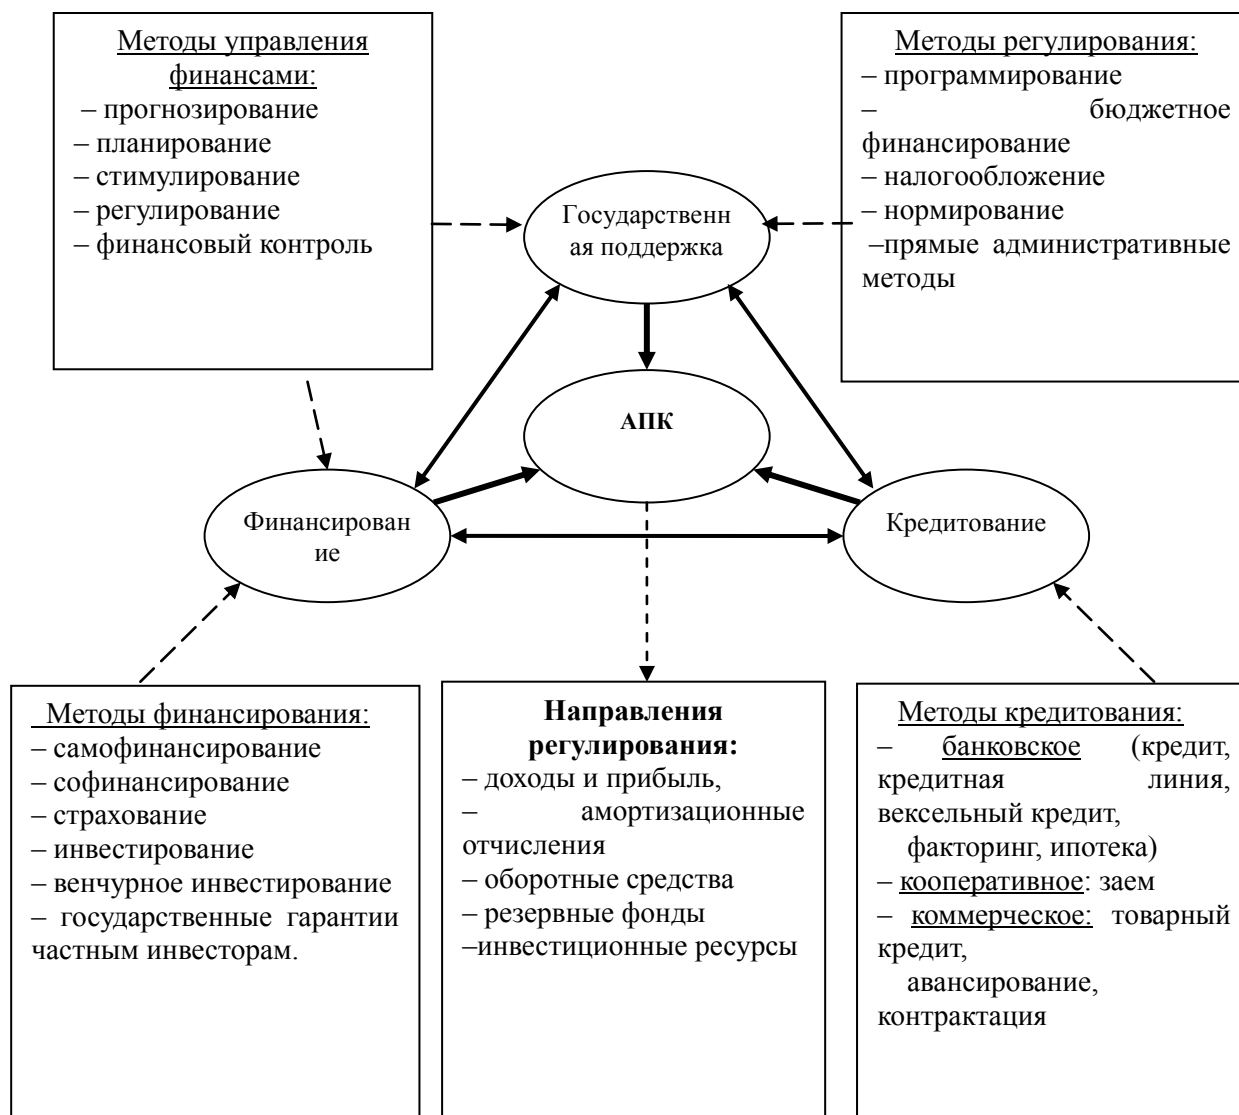 Методы управления
финансами:
– прогнозирование
– планирование
– стимулирование
– регулирование
– финансовый контроль
Методы регулирования:
– программирование
– бюджетное
финансирование
– налогообложение
– нормирование
–прямые административные
методы
Государственн
ая поддержка
АПК
Финансирован
ие
Кредитование
Методы финансирования:
– самофинансирование
– софинансирование
– страхование
– инвестирование
– венчурное инвестирование
– государственные гарантии
частным инвесторам.
Направления
регулирования:
– доходы и прибыль,
– амортизационные
отчисления
– оборотные средства
– резервные фонды
–инвестиционные ресурсы
Методы кредитования:
– банковское (кредит,
кредитная линия,
вексельный кредит,
факторинг, ипотека)
– кооперативное: заем
– коммерческое: товарный
кредит,
авансирование,
контрактация